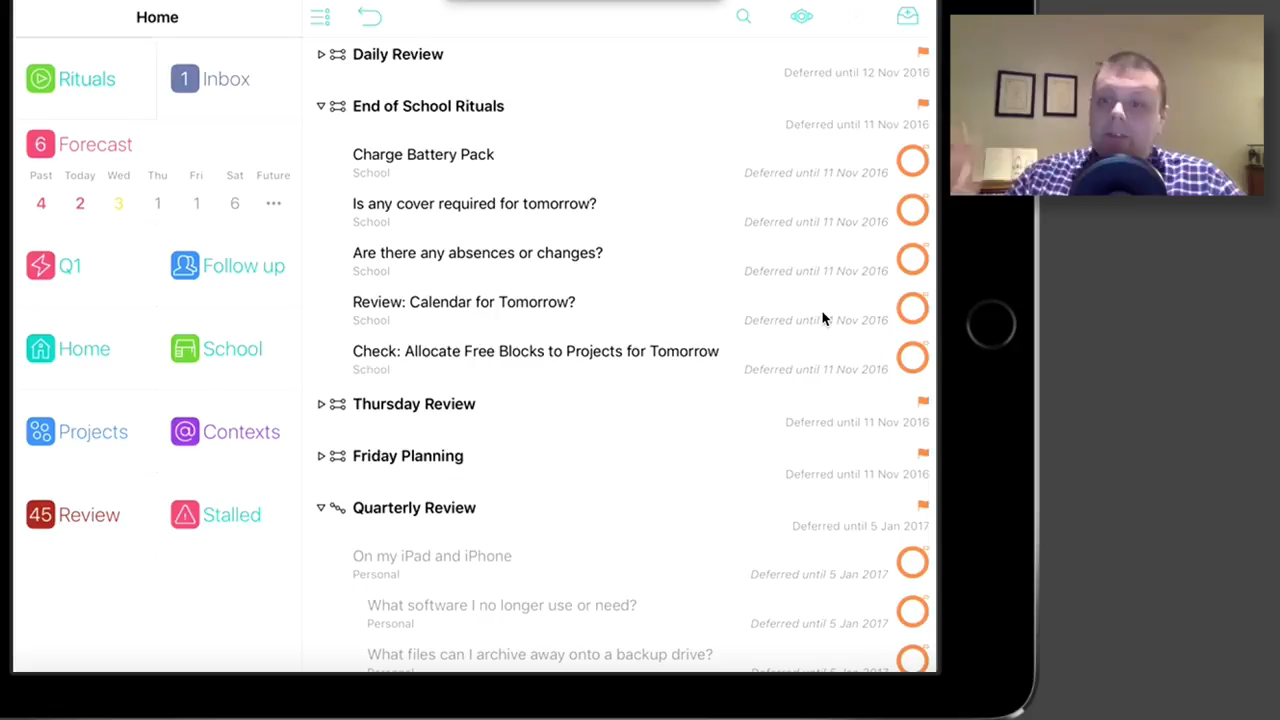 Home
Rituals
1 Inbox
6 Forecast
Past Today Wed Thu Fri Sat Future
4 2 3 1 1 6 •••
Q1
Follow up
Home
School
Projects
@ Contexts
45 Review
Stalled
Daily Review
Deferred until 12 Nov 2016
End of School Rituals
Deferred until 11 Nov 2016
Charge Battery Pack
School Deferred until 11 Nov 2016
Is any cover required for tomorrow?
School Deferred until 11 Nov 2016
Are there any absences or changes?
School Deferred until 11 Nov 2016
Review: Calendar for Tomorrow?
School Deferred until Nov 2016
Check: Allocate Free Blocks to Projects for Tomorrow
School Deferred until 11 Nov 2016
Thursday Review
Deferred until 11 Nov 2016
Friday Planning
Deferred until 11 Nov 2016
Quarterly Review
Deferred until 5 Jan 2017
On my iPad and iPhone
Personal Deferred until 5 Jan 2017
What software I no longer use or need?
Personal Deferred until 5 Jan 2017
What files can I archive away onto a backup drive?